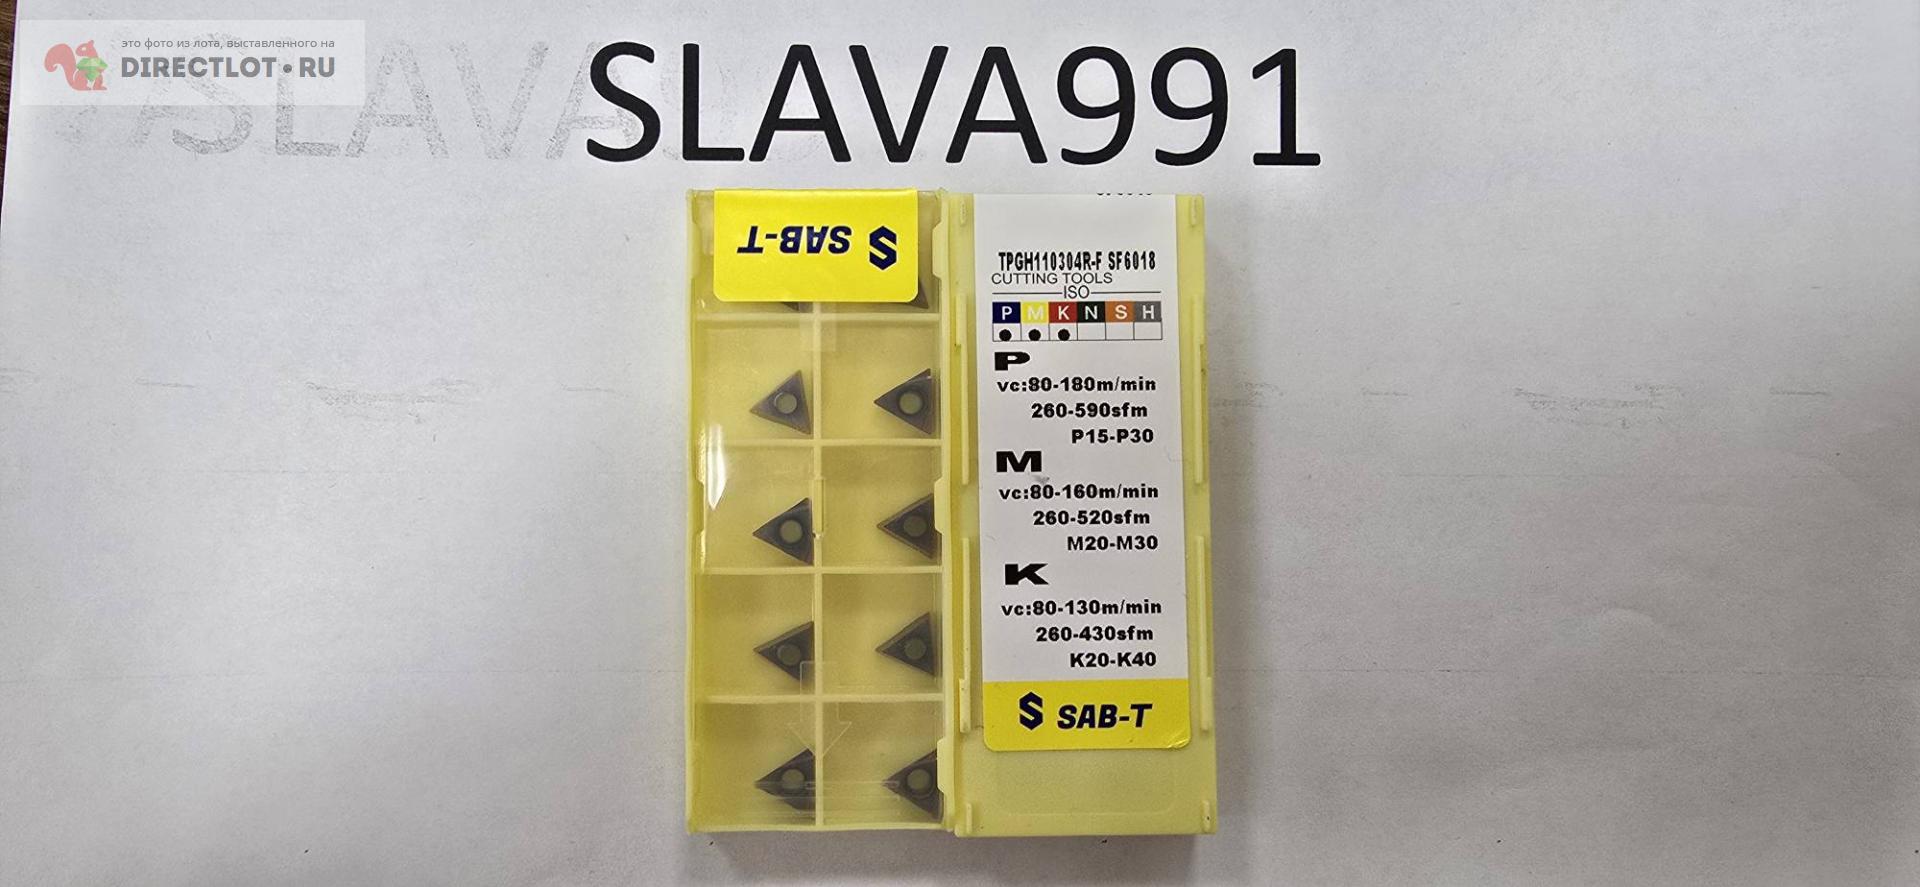 это фото из лота, выставленного на
DIRECTLOT.RU
SLAVA991
SLAVA
SAB-T
TPGH110304R-F SF6018
CUTTING TOOLS
ISO
P M K N S H
P
vc:80-180m/min
260-590sfm
P15-P30
M
vc:80-160m/min
260-520sfm
M20-M30
K
vc:80-130m/min
260-430sfm
K20-K40
SAB-T